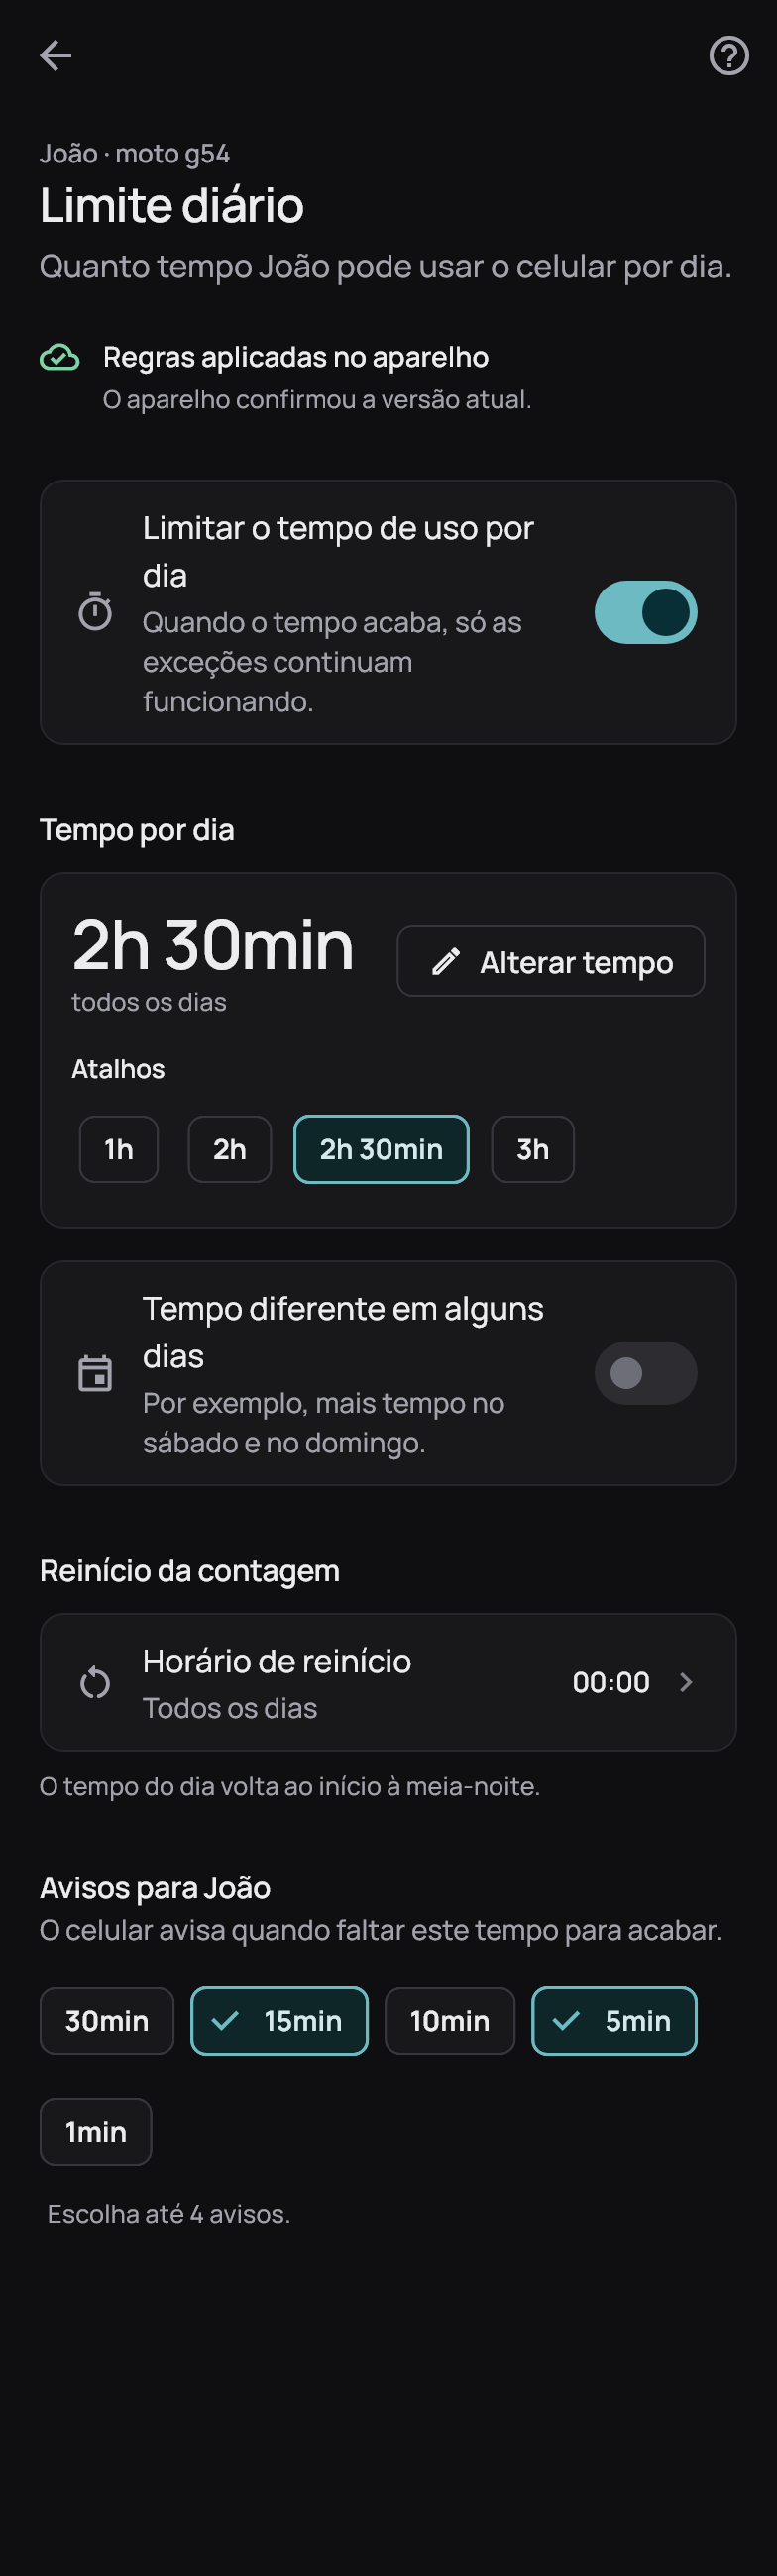 João · moto g54
Limite diário
Quanto tempo João pode usar o celular por dia.
Regras aplicadas no aparelho
O aparelho confirmou a versão atual.
Limitar o tempo de uso por
dia
Quando o tempo acaba, só as
exceções continuam
funcionando.
Tempo por dia
2h 30min
Alterar tempo
todos os dias
Atalhos
1h
2h
2h 30min
3h
Tempo diferente em alguns
dias
Por exemplo, mais tempo no
sábado e no domingo.
Reinício da contagem
Horário de reinício
00:00
Todos os dias
O tempo do dia volta ao início à meia-noite.
Avisos para João
O celular avisa quando faltar este tempo para acabar.
30min
15min
10min
5min
1min
Escolha até 4 avisos.